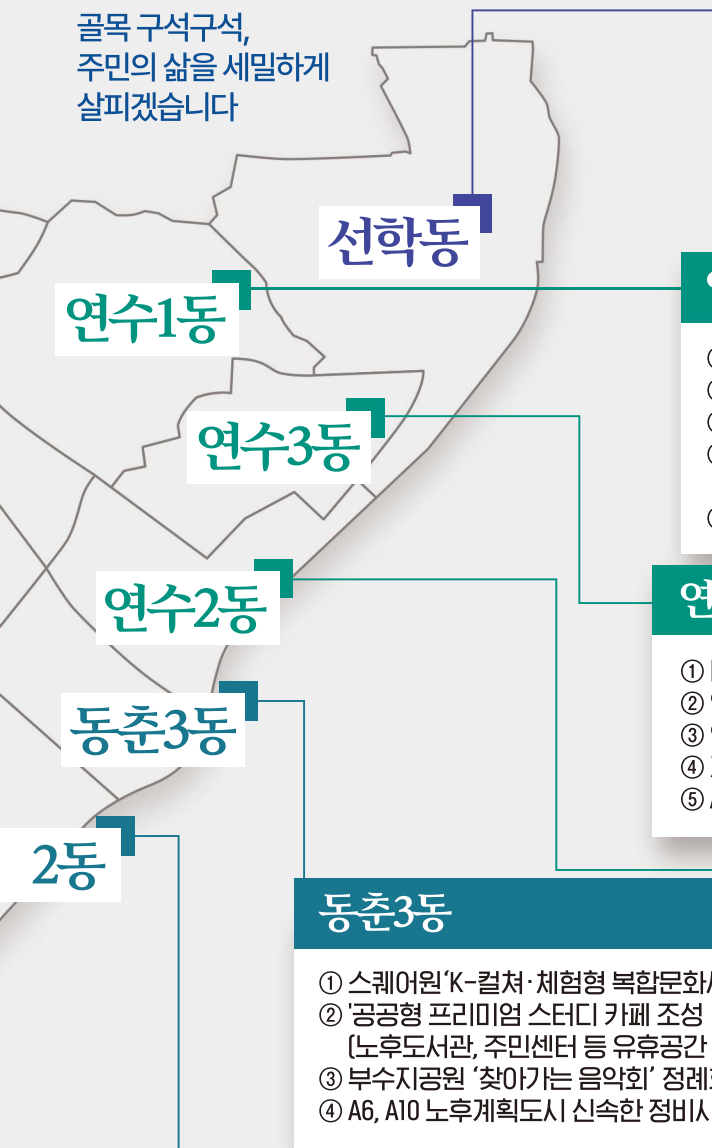 골목 구석구석,
주민의 삶을 세밀하게
살피겠습니다
선학동
연수1동
연수3동
연수2동
동춘3동
2동
①
②
③
④
⑤
동춘3동
① 스퀘어원‘K-컬쳐·체험형 복합문화
② '공공형 프리미엄 스터디 카페 조성
(노후도서관, 주민센터 등 유휴공간
③ 부수지공원 ‘찾아가는 음악회’ 정례
④ A6, A10 노후계획도시 신속한 정비